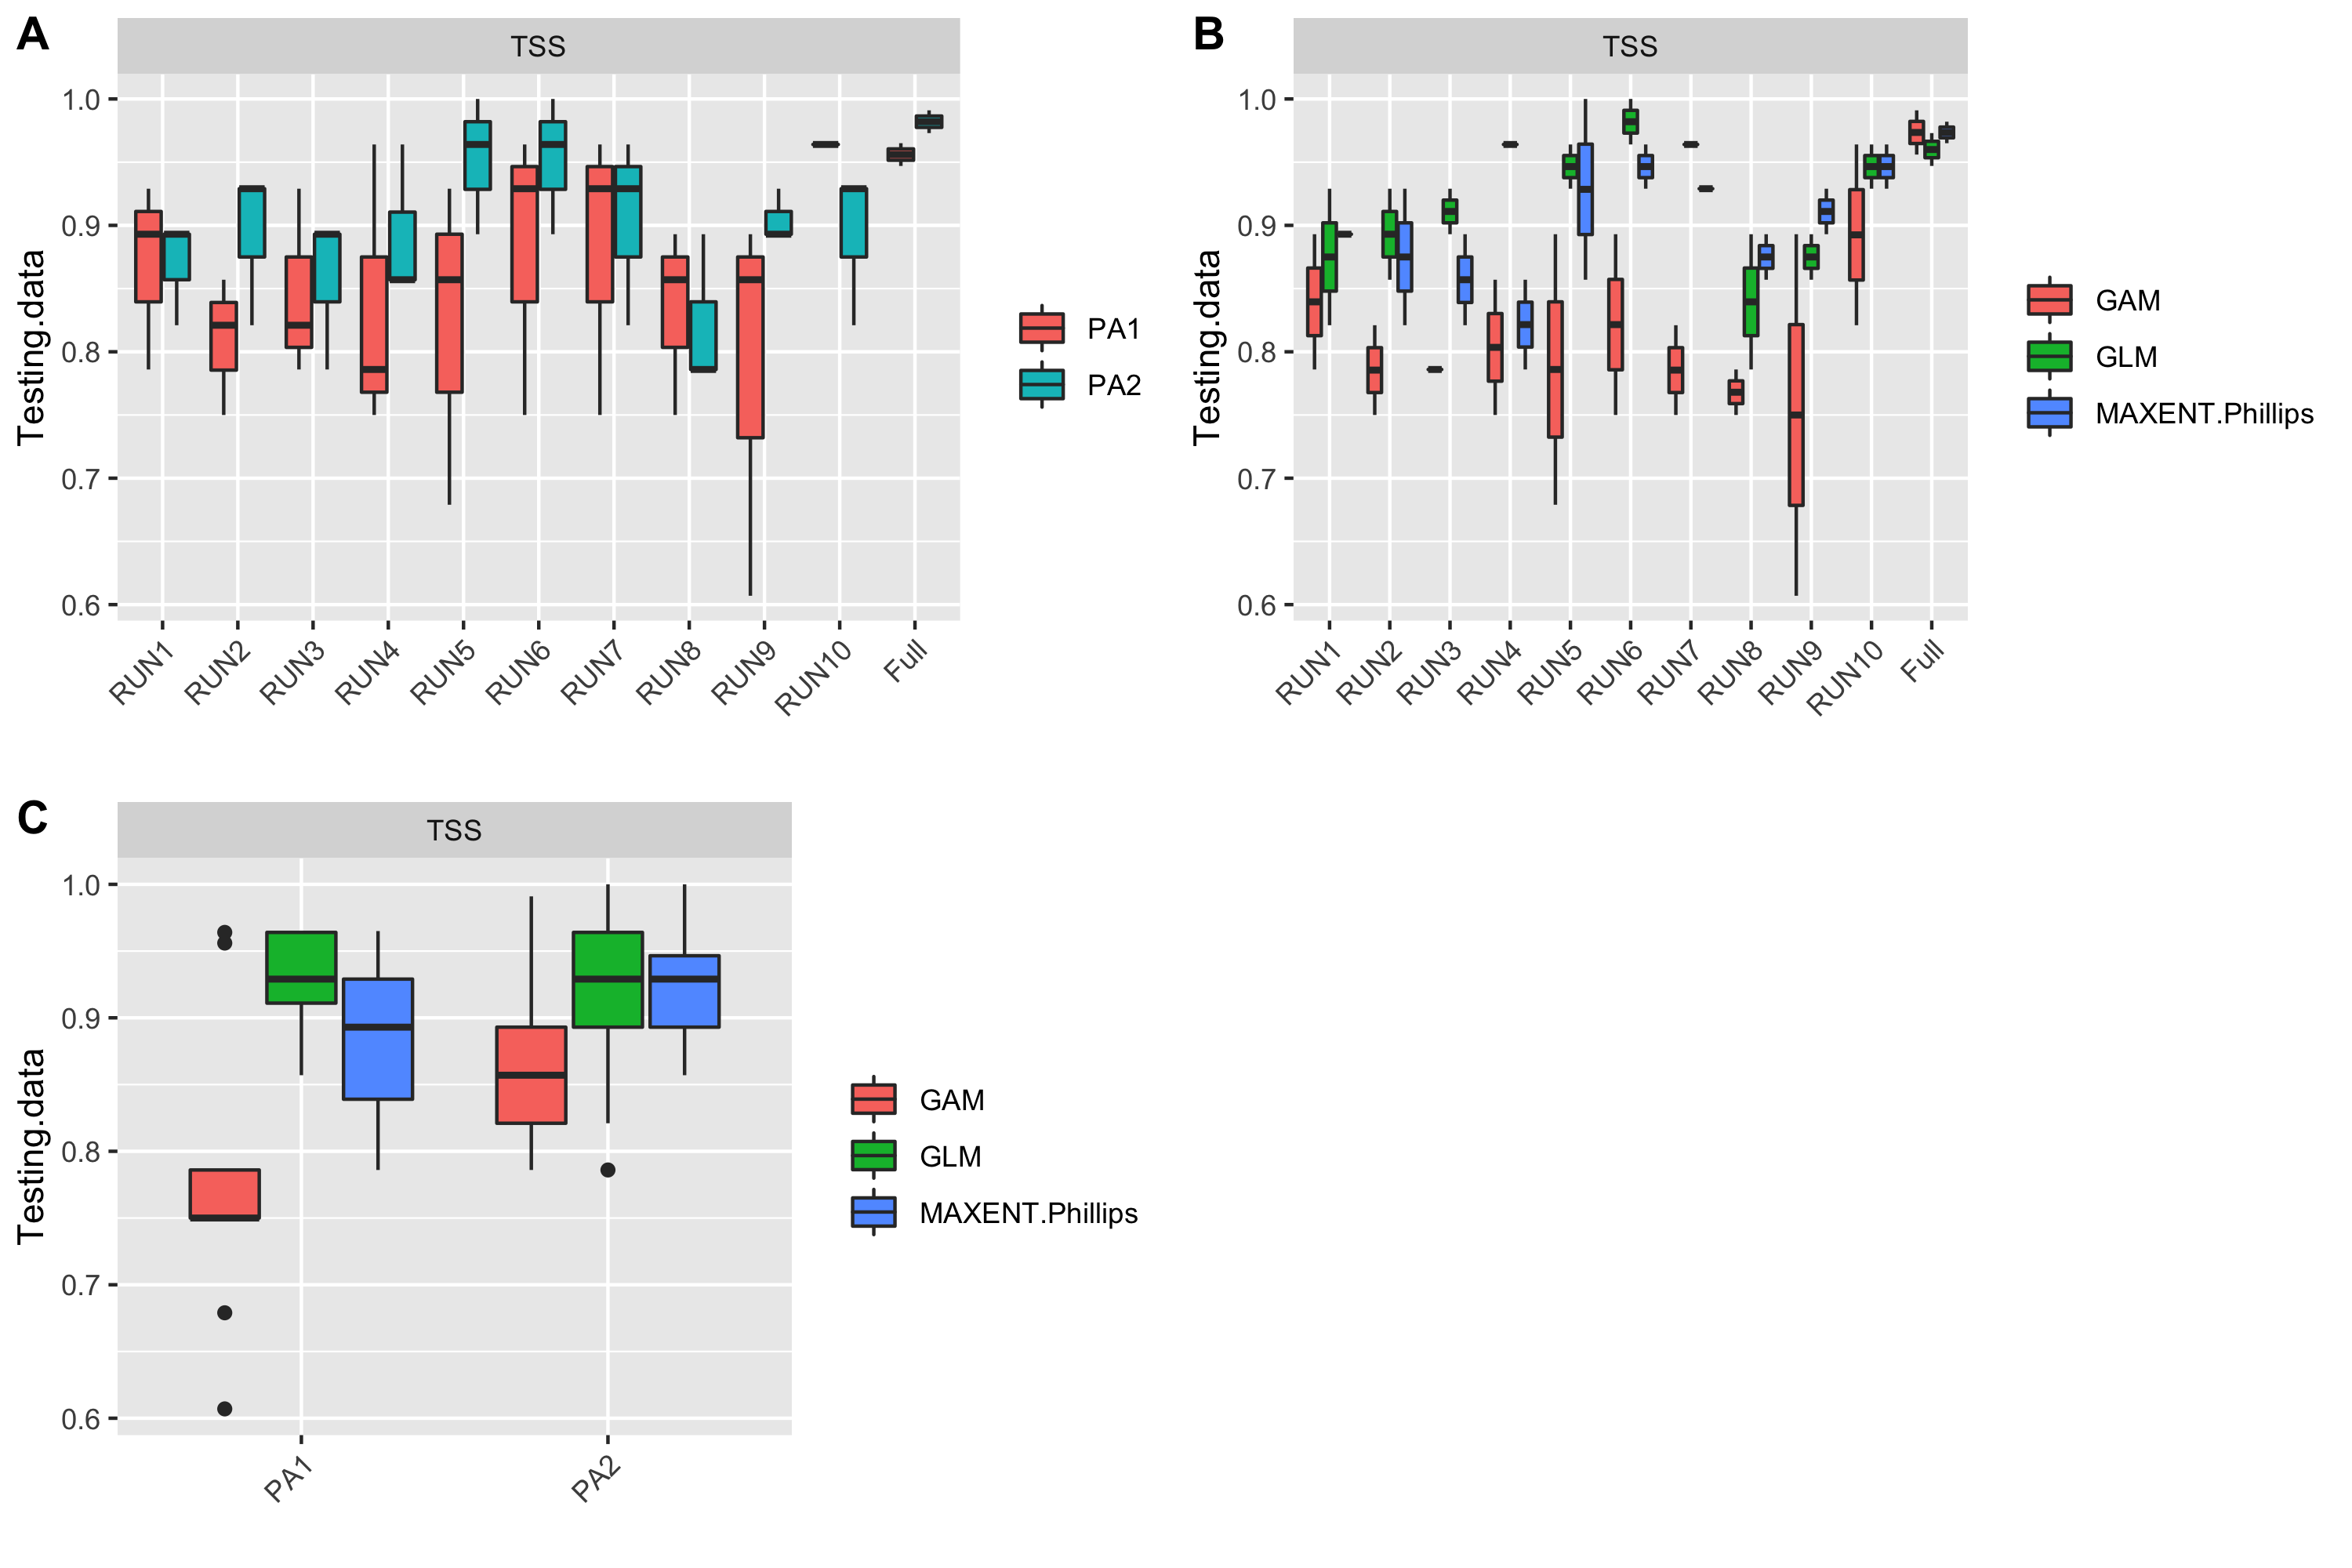 A
TSS
1.0
0.9
0.8
0.7
0.6
Testing.data
RUN1
RUN2
RUN3
RUN4
RUN5
RUN6
RUN7
RUN8
RUN9
RUN10
Full
PA1
PA2
B
TSS
1.0
0.9
0.8
0.7
0.6
Testing.data
RUN1
RUN2
RUN3
RUN4
RUN5
RUN6
RUN7
RUN8
RUN9
RUN10
Full
GAM
GLM
MAXENT.Phillips
C
TSS
1.0
0.9
0.8
0.7
0.6
Testing.data
PA1
PA2
GAM
GLM
MAXENT.Phillips